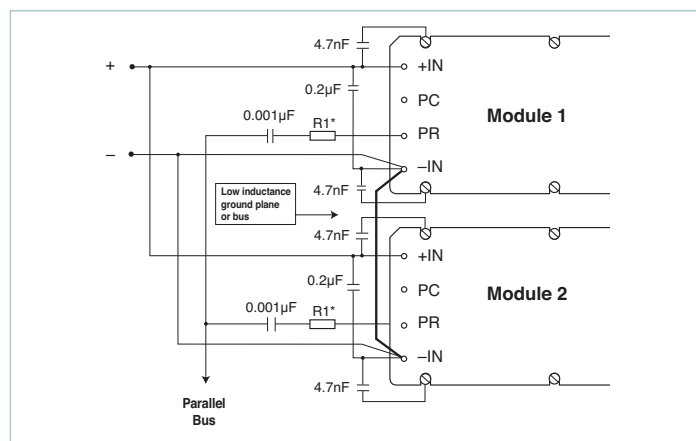 4.7nF
+
+IN
0.2µF
PC
Module 1
0.001µF
R1*
PR
–
–IN
Low inductance
ground plane
or bus
4.7nF
4.7nF
+IN
0.2µF
PC
Module 2
0.001µF
R1*
PR
–IN
4.7nF
Parallel
Bus